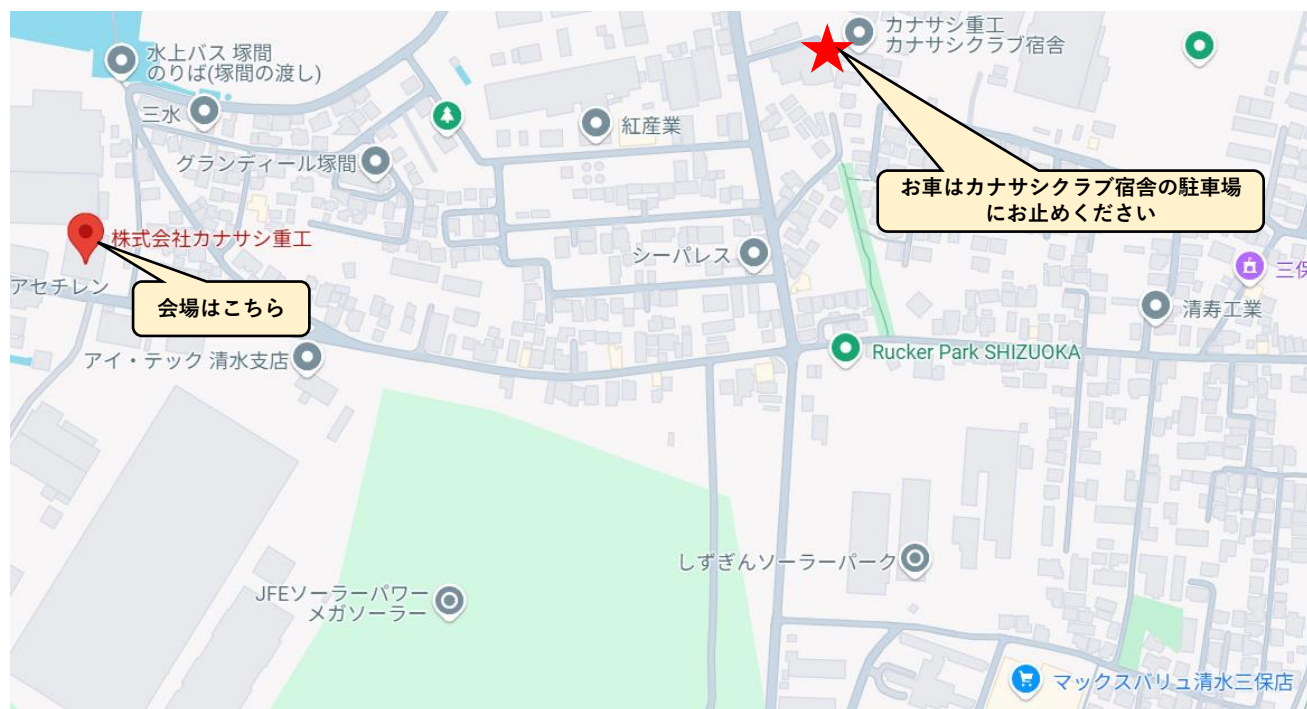 カナサシ重工
カナサシクラブ宿舎
水上バス 塚間
のりば(塚間の渡し)
三水
紅産業
グランディール塚間
お車はカナサシクラブ宿舎の駐車場
にお止めください
株式会社カナサシ重工
シーパレス
三保
アセチレン
会場はこちら
清寿工業
アイ・テック 清水支店
Rucker Park SHIZUOKA
しずぎんソーラーパーク
JFEソーラーパワー
メガソーラー
マックスバリュ清水三保店